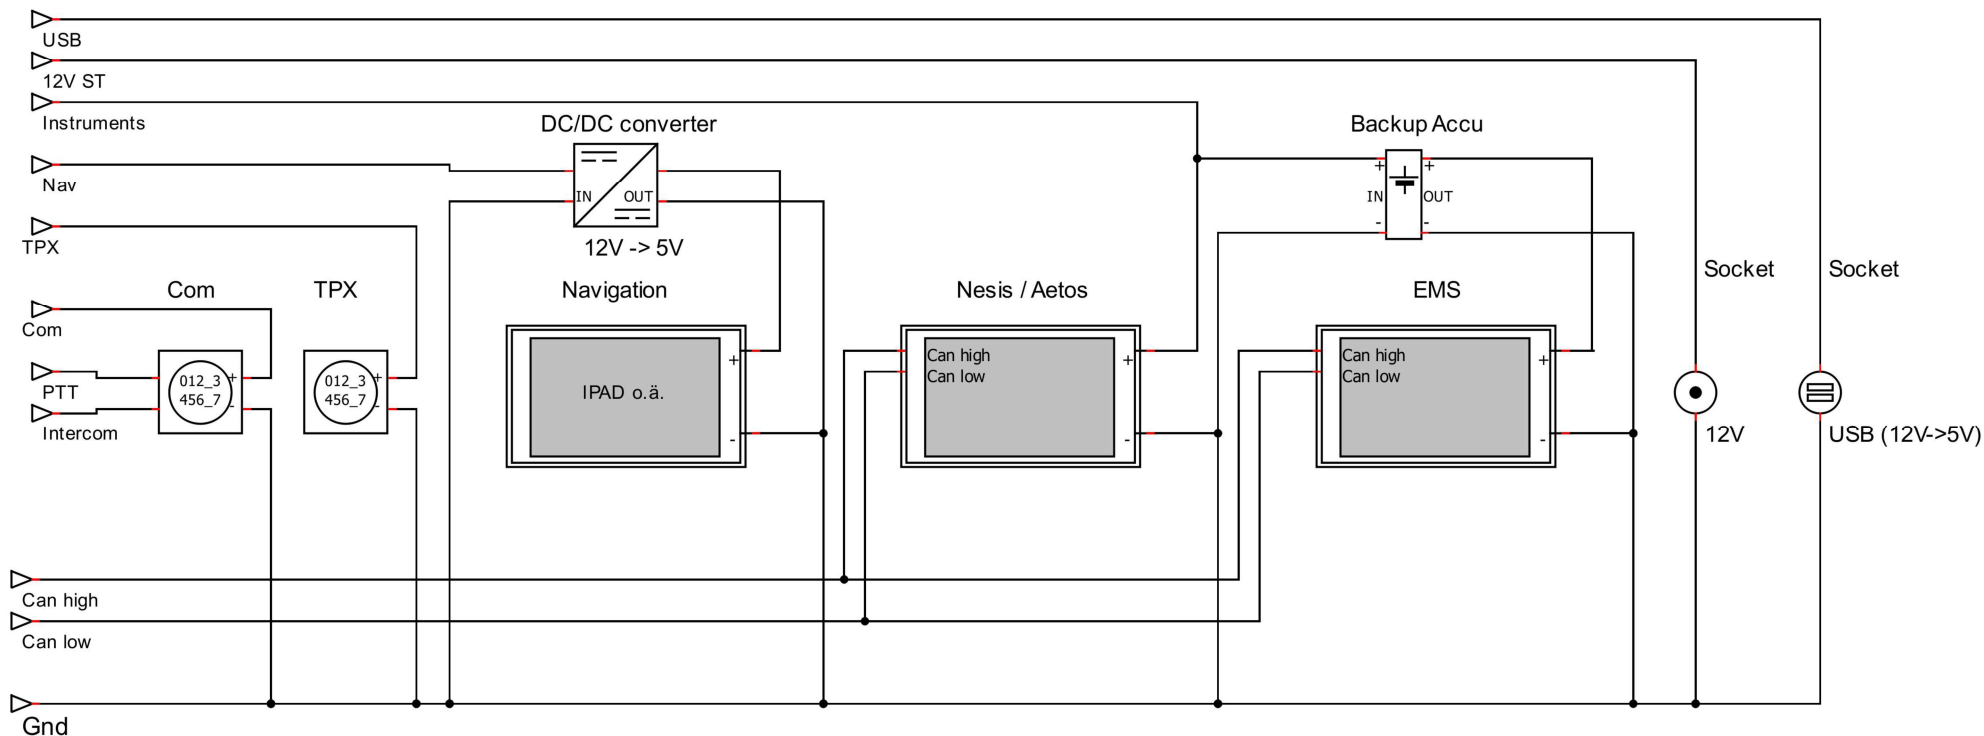 USB
12V ST
Instruments
DC/DC converter
Backup Accu
Nav
+ +
IN OUT
IN OUT
- -
TPX
12V -> 5V
Socket Socket
Com TPX Navigation Nesis / Aetos EMS
Com
Can high
Can low
+
+
Can high
Can low
+
PTT
012_3
456_7
+
-
012_3
456_7
+
-
IPAD o.ä.
Intercom
-
-
-
12V
USB (12V->5V)
Can high
Can low
Gnd